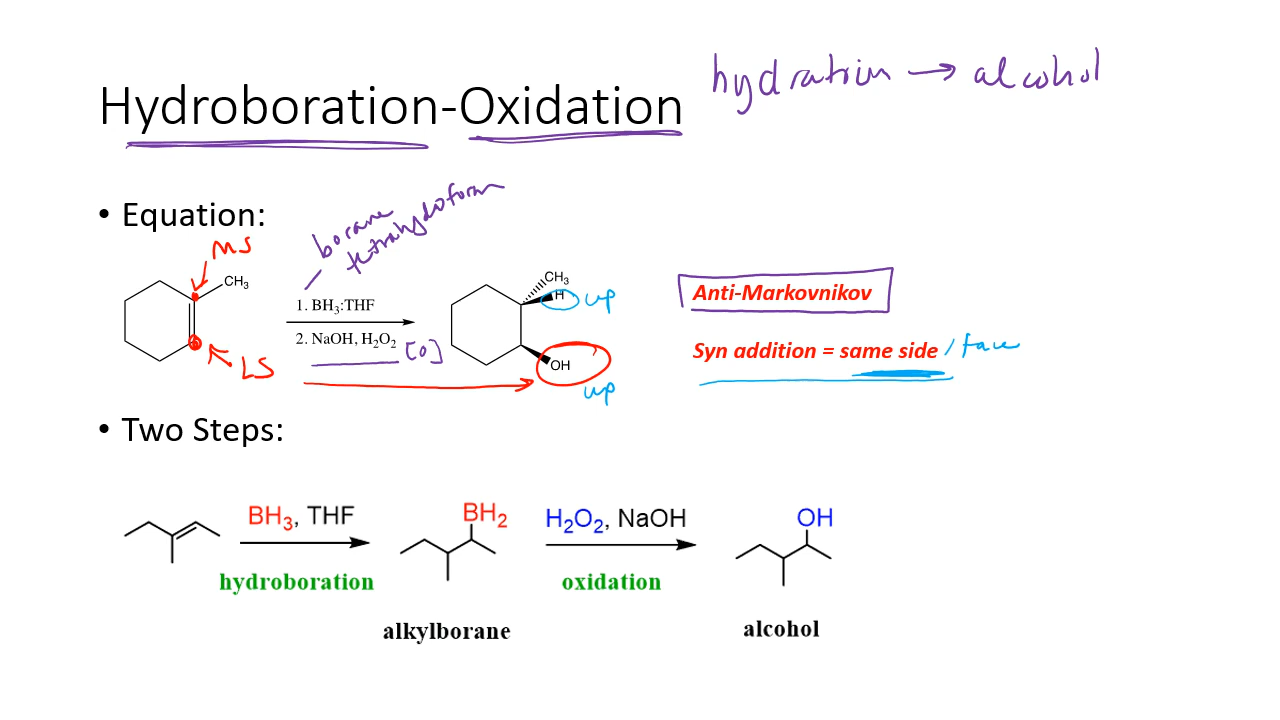 hydration → alcohol
Hydroboration-Oxidation
• Equation:
borane
tetrahydoform
MS
CH₃
1. BH₃:THF
2. NaOH, H₂O₂
[O]
LS
CH₃
H
up
OH
up
Anti-Markovnikov
Syn addition = same side / face
• Two Steps:
BH₃, THF
hydroboration
BH₂
alkylborane
H₂O₂, NaOH
oxidation
OH
alcohol